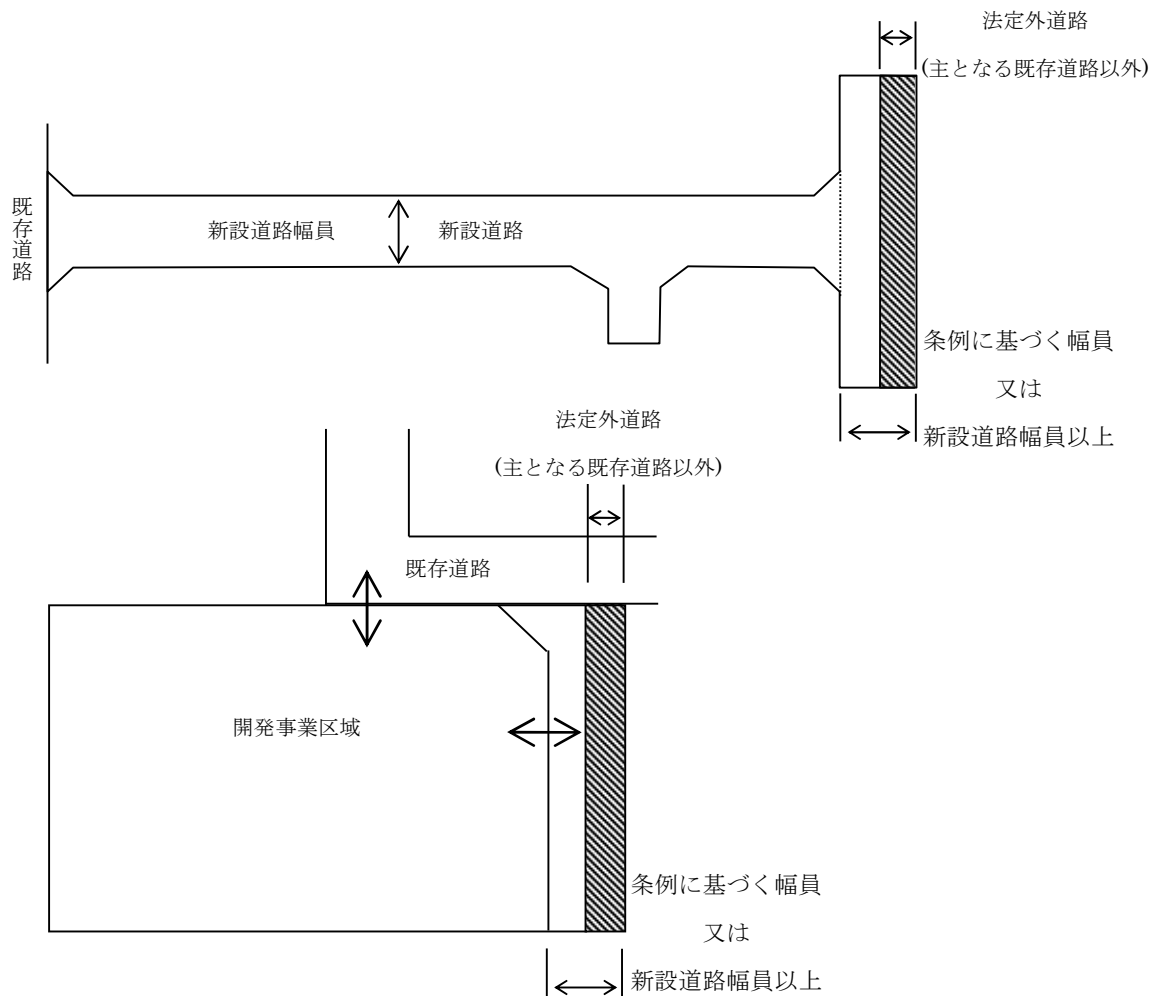 法定外道路
(主となる既存道路以外)
既存道路
新設道路幅員
新設道路
条例に基づく幅員
又は
新設道路幅員以上
法定外道路
(主となる既存道路以外)
既存道路
開発事業区域
条例に基づく幅員
又は
新設道路幅員以上